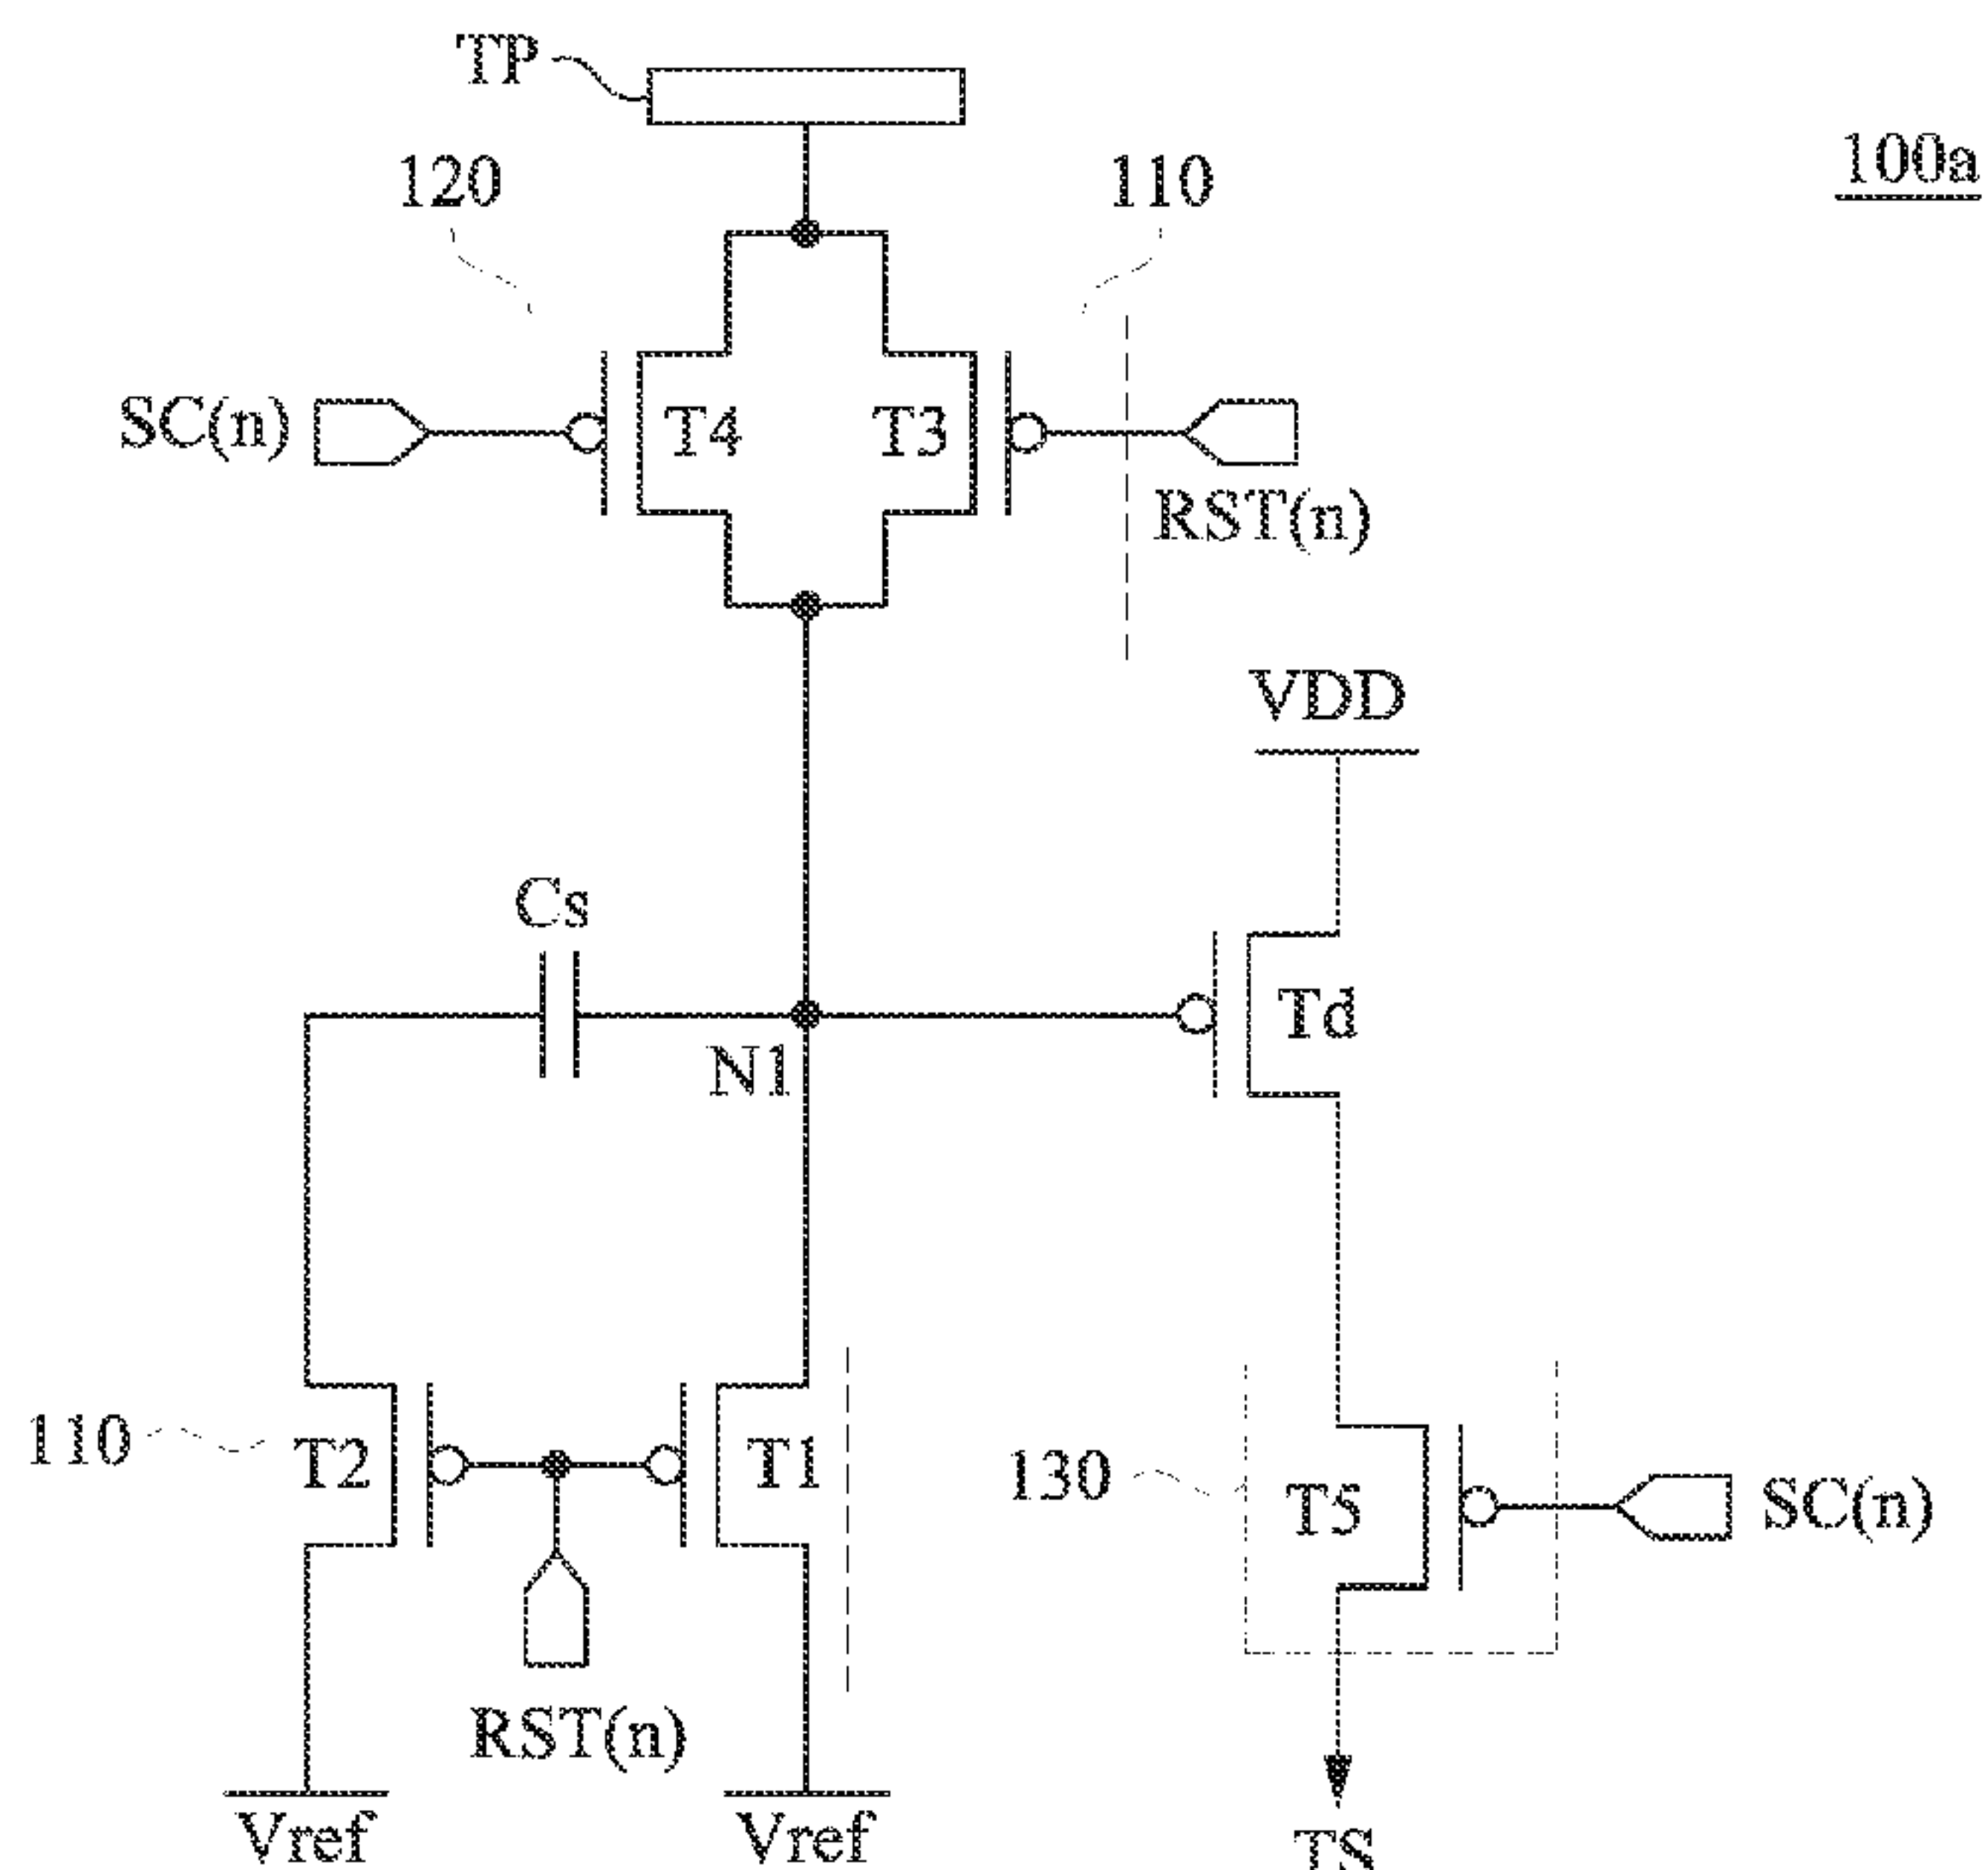 TP
100a
120
110
SC(n)
T4
T3
RST(n)
VDD
Cs
Td
N1
110
T2
T1
130
T5
SC(n)
RST(n)
Vref
Vref
TS